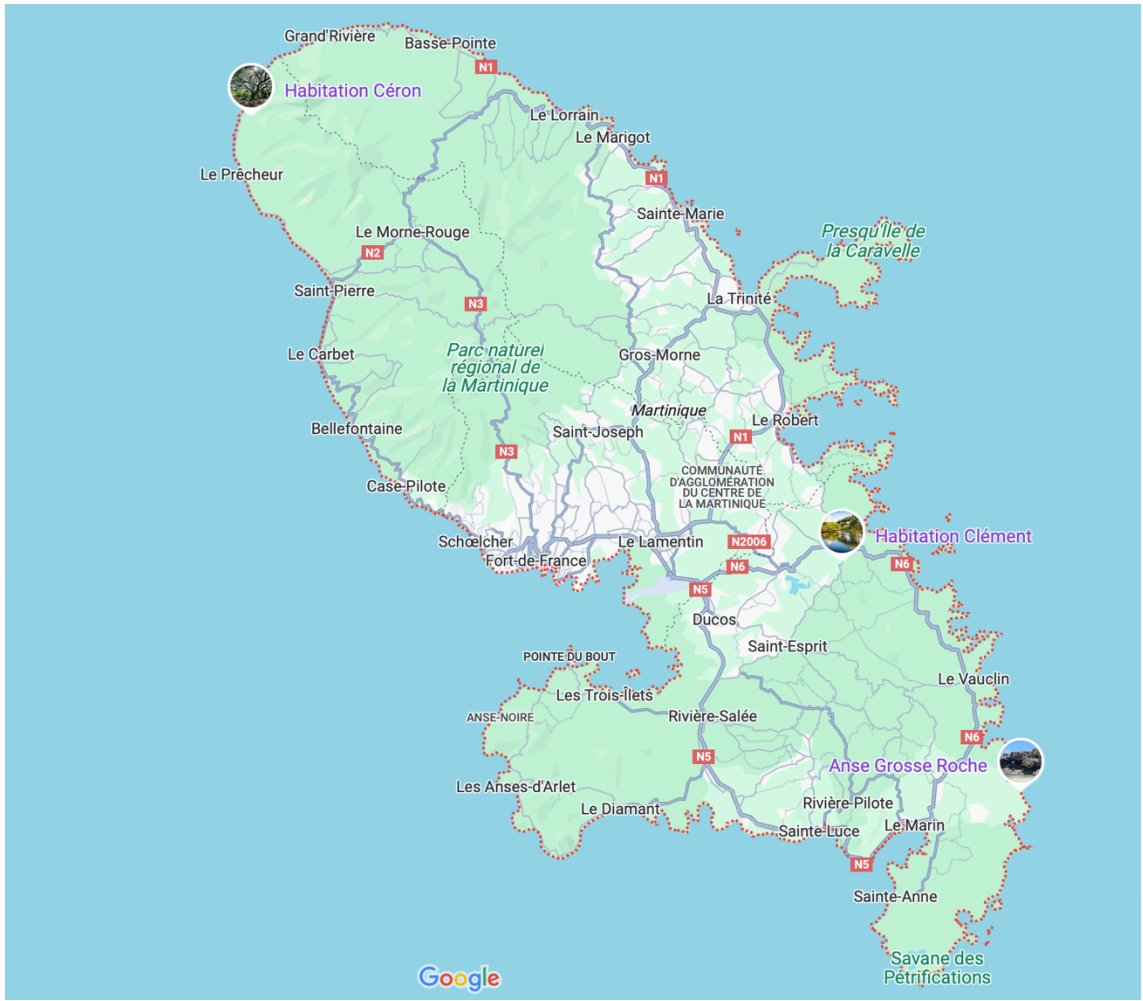 Grand'Rivière
Basse-Pointe
N1
Habitation Céron
Le Lorrain
Le Marigot
Le Prêcheur
N1
Sainte-Marie
Le Morne-Rouge
Presqu'Île de
la Caravelle
N2
Saint-Pierre
N3
La Trinité
Le Carbet
Parc naturel
régional de
la Martinique
Gros-Morne
Martinique
Bellefontaine
Saint-Joseph
Le Robert
N1
N3
COMMUNAUTÉ
D'AGGLOMÉRATION
DU CENTRE DE
LA MARTINIQUE
Case-Pilote
Schœlcher
Le Lamentin
N2006
Habitation Clément
Fort-de-France
N6
N6
N5
Ducos
Saint-Esprit
POINTE DU BOUT
Le Vauclin
Les Trois-Îlets
ANSE-NOIRE
Rivière-Salée
N6
N5
Anse Grosse Roche
Les Anses-d'Arlet
Le Diamant
Rivière-Pilote
Sainte-Luce
Le Marin
N5
Sainte-Anne
Savane des
Pétrifications
Google